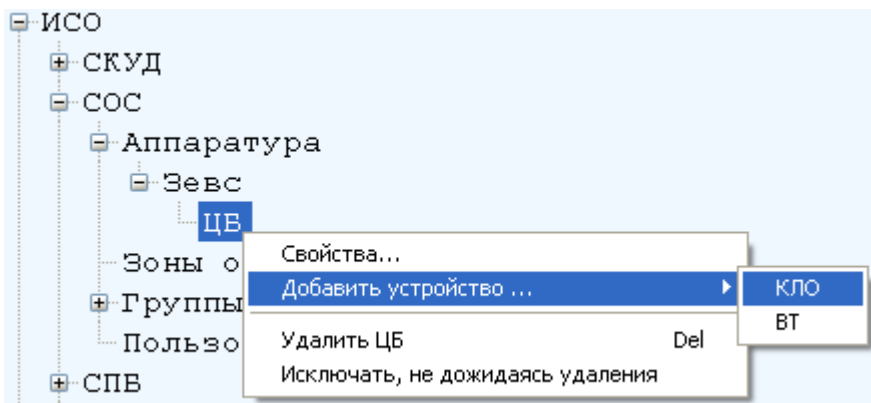 ИСО
СКУД
СОС
Аппаратура
Зевс
ЦБ
Свойства...
Зоны о
Добавить устройство ...
КЛО
Группы
ВТ
Пользо
Удалить ЦБ Del
Исключать, не дожидаясь удаления
СПБ